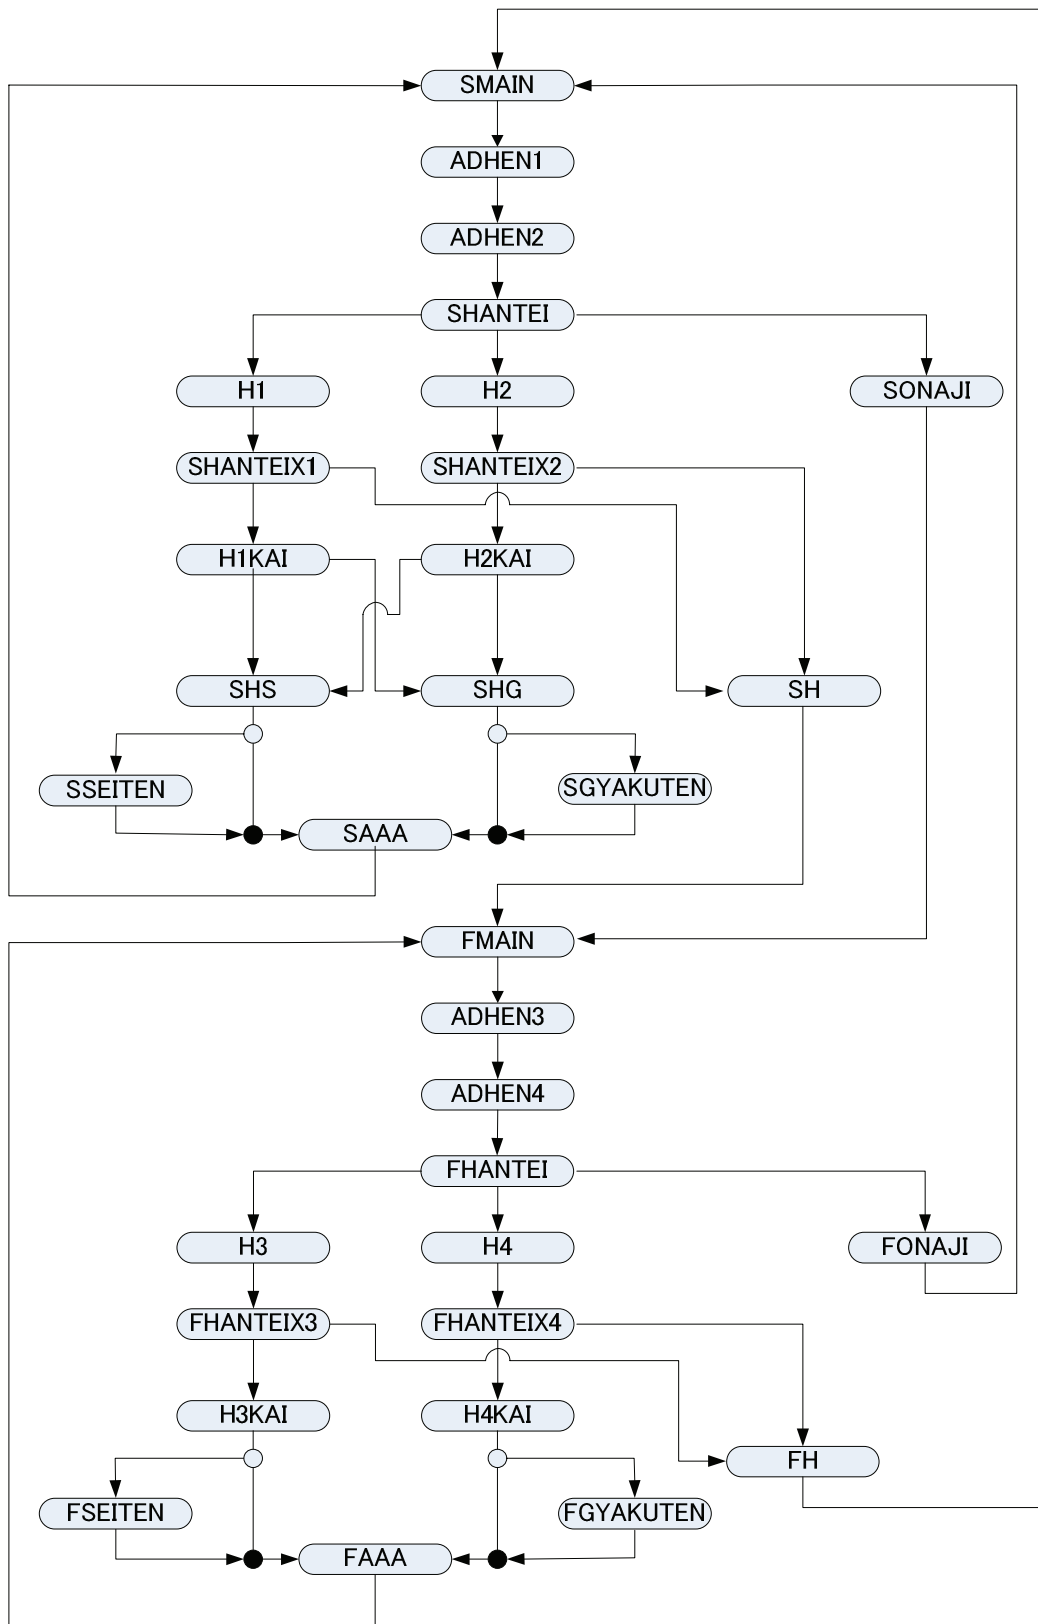 SMAIN
ADHEN1
ADHEN2
SHANTEI
H1
H2
SONAJI
SHANTEIX1
SHANTEIX2
H1KAI
H2KAI
SHS
SHG
SH
SSEITEN
SGYAKUTEN
SAAA
FMAIN
ADHEN3
ADHEN4
FHANTEI
H3
H4
FONAJI
FHANTEIX3
FHANTEIX4
H3KAI
H4KAI
FH
FSEITEN
FGYAKUTEN
FAAA